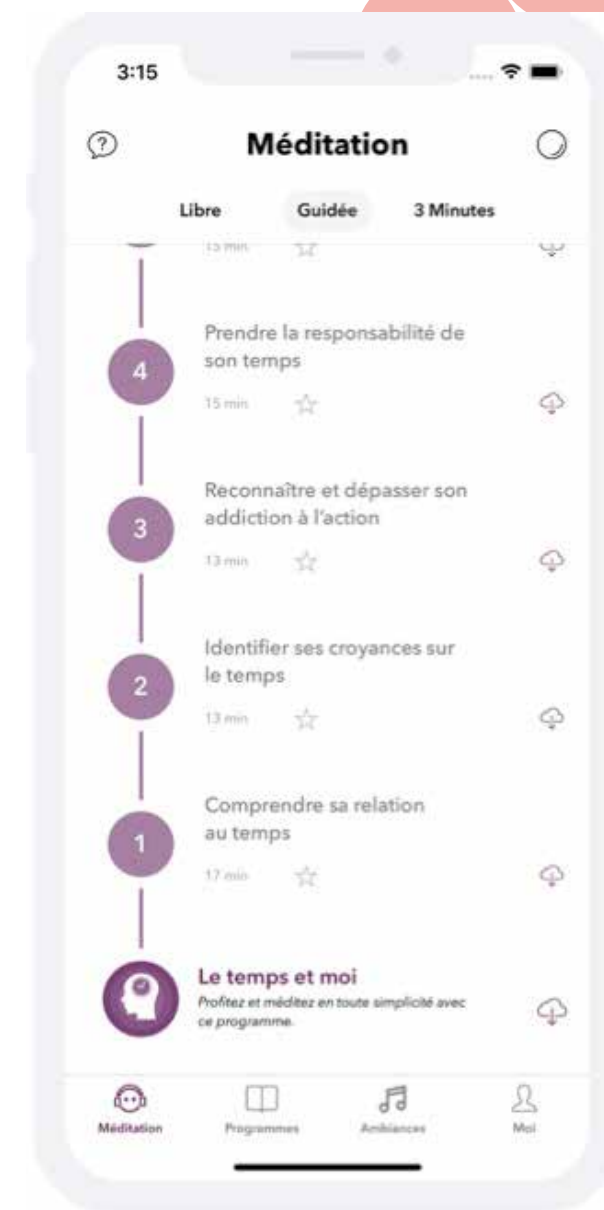 3:15
Méditation
Libre Guidée 3 Minutes
15 min
4
Prendre la responsabilité de
son temps
15 min
3
Reconnaître et dépasser son
addiction à l'action
13 min
2
Identifier ses croyances sur
le temps
13 min
1
Comprendre sa relation
au temps
17 min
Le temps et moi
Profitez et méditez en toute simplicité avec
ce programme.
Méditation Programmes Ambiances Moi